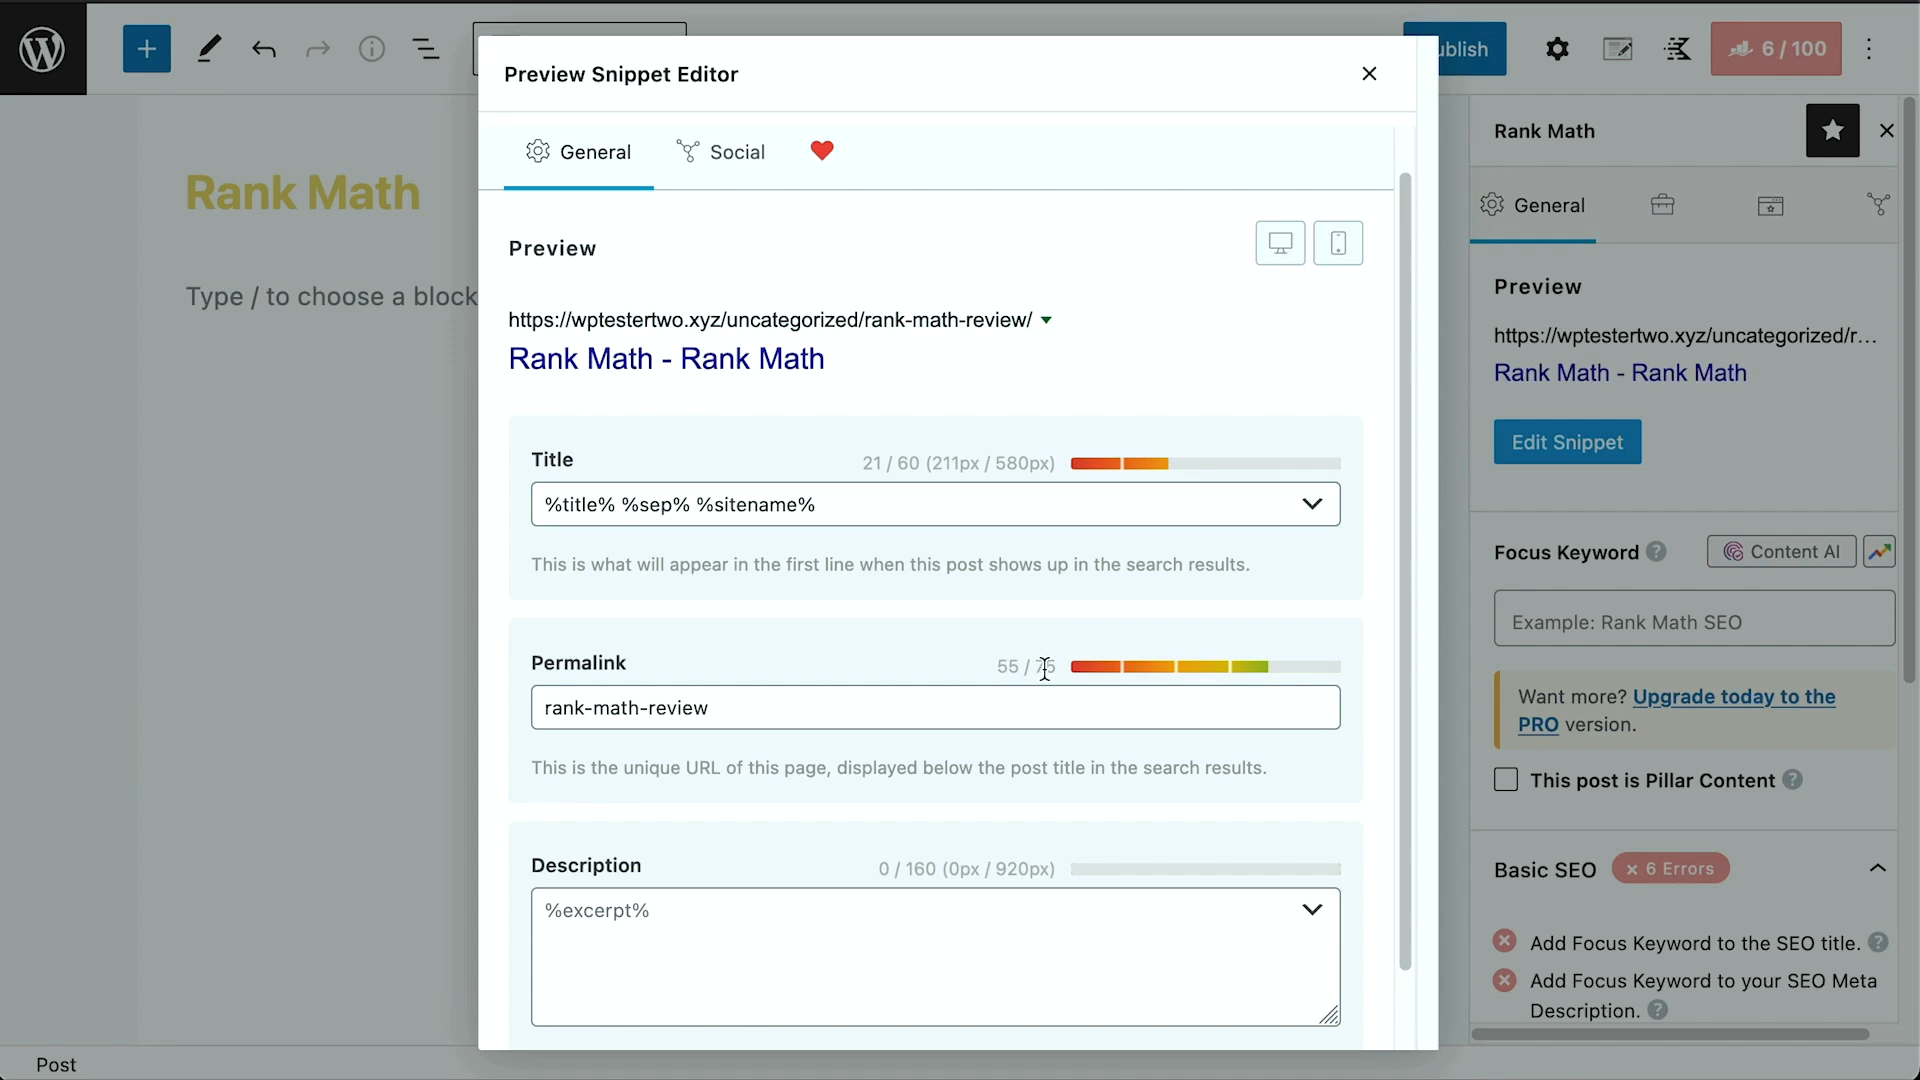 ublish
6 / 100
Preview Snippet Editor
General
Social
Rank Math
Type / to choose a block
Preview
https://wptestertwo.xyz/uncategorized/rank-math-review/
Rank Math - Rank Math
Title
21 / 60 (211px / 580px)
%title% %sep% %sitename%
This is what will appear in the first line when this post shows up in the search results.
Permalink
55 / 75
rank-math-review
This is the unique URL of this page, displayed below the post title in the search results.
Description
0 / 160 (0px / 920px)
%excerpt%
Rank Math
General
Preview
https://wptestertwo.xyz/uncategorized/r...
Rank Math - Rank Math
Edit Snippet
Focus Keyword
Content AI
Example: Rank Math SEO
Want more? Upgrade today to the
PRO version.
This post is Pillar Content
Basic SEO
× 6 Errors
Add Focus Keyword to the SEO title.
Add Focus Keyword to your SEO Meta
Description.
Post